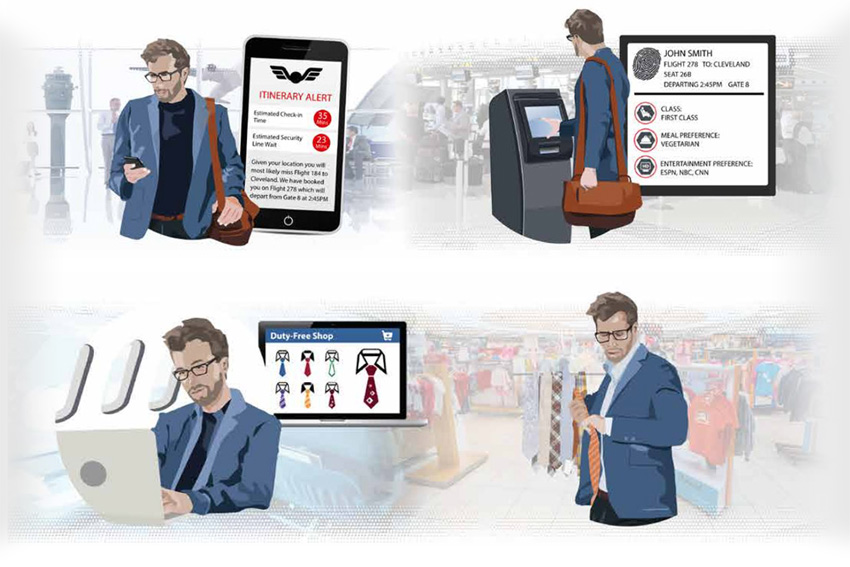 ITINERARY ALERT
Estimated Check-in
Time
35
Mins
Estimated Security
Line Wait
23
Mins
Given your location you will
most likely miss Flight 184 to
Cleveland. We have booked
you on Flight 278 which will
depart from Gate 8 at 2:45PM
JOHN SMITH
FLIGHT 278 TO: CLEVELAND
SEAT 26B
DEPARTING 2:45PM GATE 8
CLASS:
FIRST CLASS
MEAL PREFERENCE:
VEGETARIAN
ENTERTAINMENT PREFERENCE:
ESPN, NBC, CNN
Duty-Free Shop